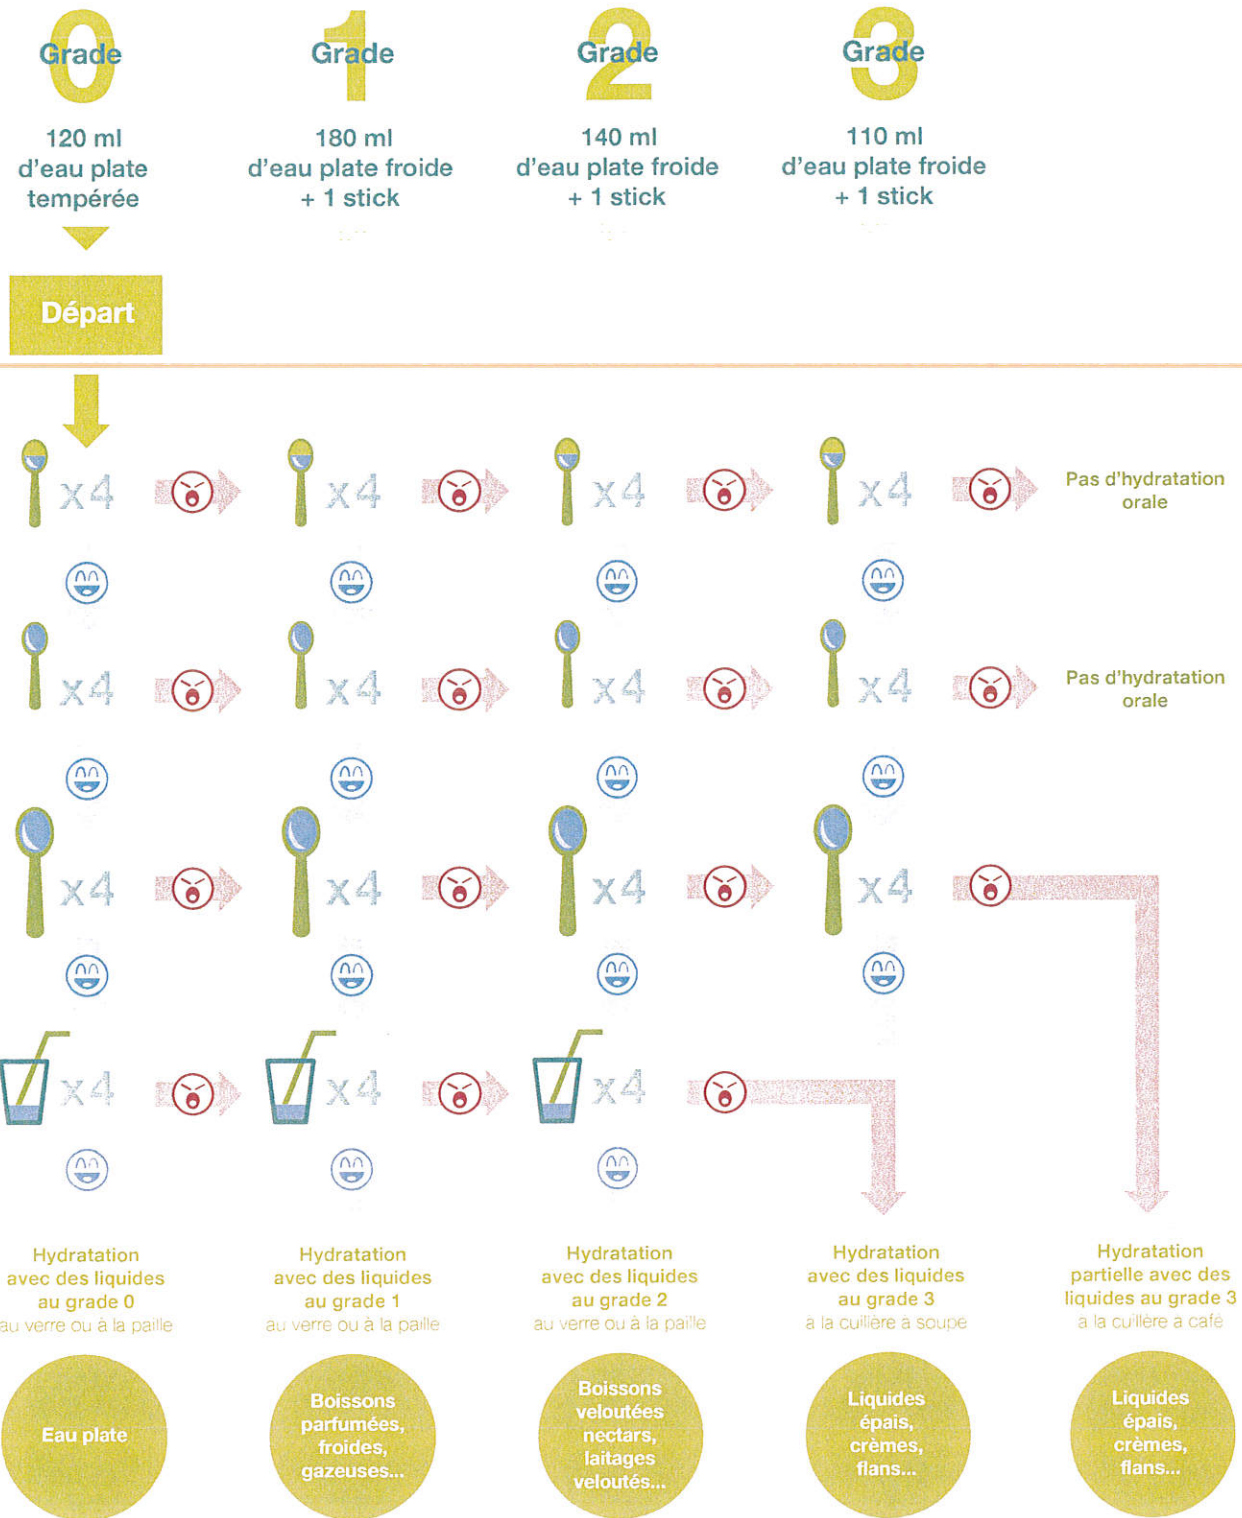 0
Grade
120 ml
d'eau plate
tempérée
1
Grade
180 ml
d'eau plate froide
+ 1 stick
2
Grade
140 ml
d'eau plate froide
+ 1 stick
3
Grade
110 ml
d'eau plate froide
+ 1 stick
Départ
x4
x4
x4
x4
Pas d'hydratation
orale
x4
x4
x4
x4
Pas d'hydratation
orale
x4
x4
x4
x4
x4
x4
x4
Hydratation
avec des liquides
au grade 0
au verre ou à la paille
Hydratation
avec des liquides
au grade 1
au verre ou à la paille
Hydratation
avec des liquides
au grade 2
au verre ou à la paille
Hydratation
avec des liquides
au grade 3
a la cuillère a soupe
Hydratation
partielle avec des
liquides au grade 3
a la cuillère a café
Eau plate
Boissons
parfumées,
froides,
gazeuses...
Boissons
veloutées
nectars,
laitages
veloutés...
Liquides
épais,
crèmes,
flans...
Liquides
épais,
crèmes,
flans...